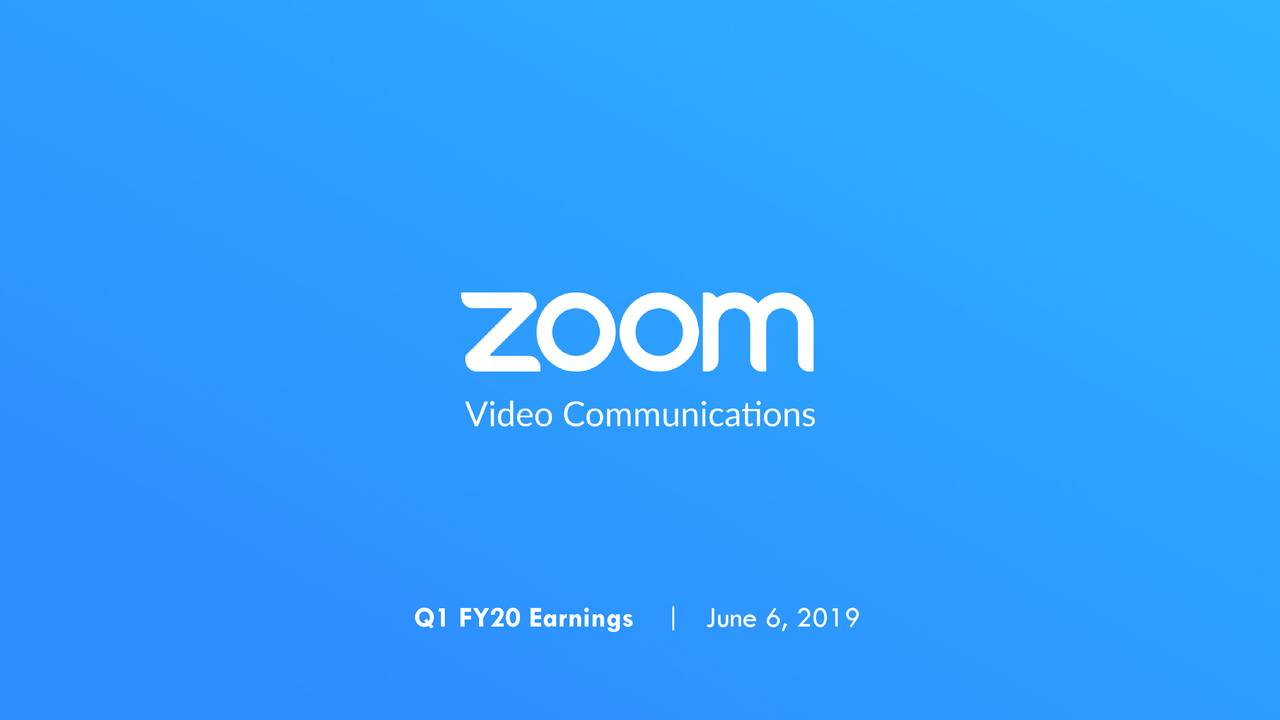 zoom
Video Communications
Q1 FY20 Earnings | June 6, 2019